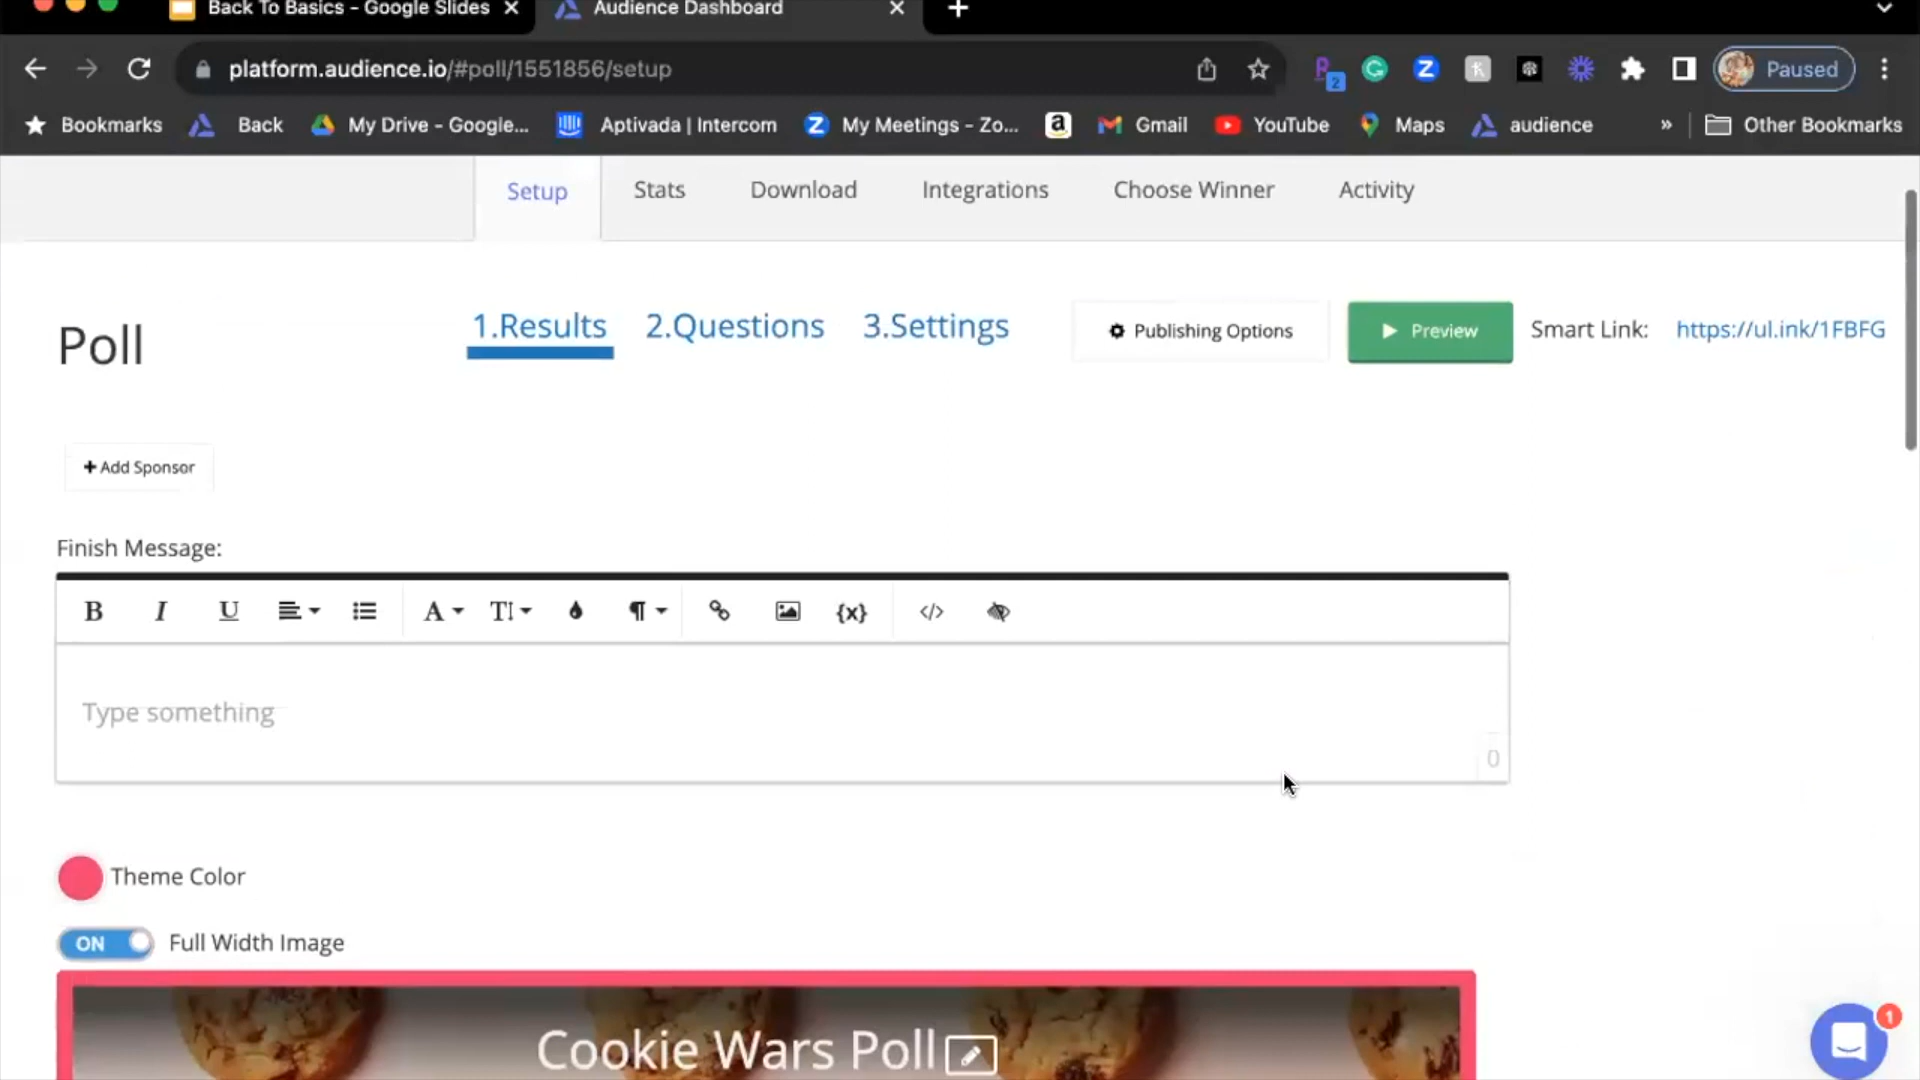 Back To Basics - Google Slides
Audience Dashboard
platform.audience.io/#poll/1551856/setup
2
Paused
Bookmarks
Back
My Drive - Google...
Aptivada | Intercom
My Meetings - Zo...
Gmail
YouTube
Maps
audience
»
Other Bookmarks
Setup
Stats
Download
Integrations
Choose Winner
Activity
Poll
1.Results
2.Questions
3.Settings
Publishing Options
Preview
Smart Link:
https://ul.ink/1FBFG
+ Add Sponsor
Finish Message:
B I U A T! ¶ {x} </>
Type something
0
Theme Color
ON
Full Width Image
Cookie Wars Poll
1